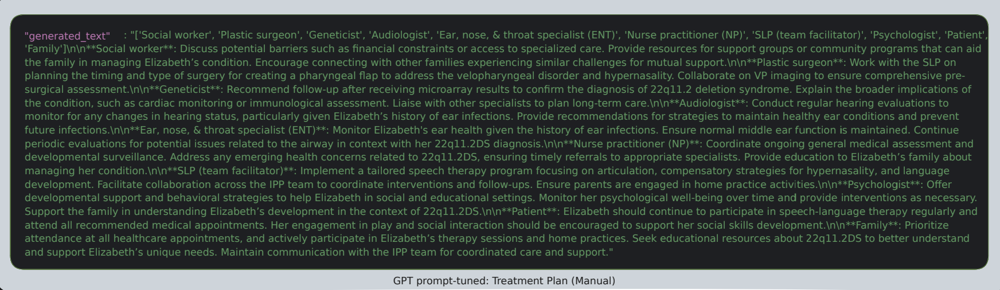 "generated_text" : "['Social worker', 'Plastic surgeon', 'Geneticist', 'Audiologist', 'Ear, nose, & throat specialist (ENT)', 'Nurse practitioner (NP)', 'SLP (team facilitator)', 'Psychologist', 'Patient',
'Family']\n\n**Social worker**: Discuss potential barriers such as financial constraints or access to specialized care. Provide resources for support groups or community programs that can aid
the family in managing Elizabeth’s condition. Encourage connecting with other families experiencing similar challenges for mutual support.\n\n**Plastic surgeon**: Work with the SLP on
planning the timing and type of surgery for creating a pharyngeal flap to address the velopharyngeal disorder and hypernasality. Collaborate on VP imaging to ensure comprehensive pre-
surgical assessment.\n\n**Geneticist**: Recommend follow-up after receiving microarray results to confirm the diagnosis of 22q11.2 deletion syndrome. Explain the broader implications of
the condition, such as cardiac monitoring or immunological assessment. Liaise with other specialists to plan long-term care.\n\n**Audiologist**: Conduct regular hearing evaluations to
monitor for any changes in hearing status, particularly given Elizabeth’s history of ear infections. Provide recommendations for strategies to maintain healthy ear conditions and prevent
future infections.\n\n**Ear, nose, & throat specialist (ENT)**: Monitor Elizabeth's ear health given the history of ear infections. Ensure normal middle ear function is maintained. Continue
periodic evaluations for potential issues related to the airway in context with her 22q11.2DS diagnosis.\n\n**Nurse practitioner (NP)**: Coordinate ongoing general medical assessment and
developmental surveillance. Address any emerging health concerns related to 22q11.2DS, ensuring timely referrals to appropriate specialists. Provide education to Elizabeth’s family about
managing her condition.\n\n**SLP (team facilitator)**: Implement a tailored speech therapy program focusing on articulation, compensatory strategies for hypernasality, and language
development. Facilitate collaboration across the IPP team to coordinate interventions and follow-ups. Ensure parents are engaged in home practice activities.\n\n**Psychologist**: Offer
developmental support and behavioral strategies to help Elizabeth in social and educational settings. Monitor her psychological well-being over time and provide interventions as necessary.
Support the family in understanding Elizabeth’s development in the context of 22q11.2DS.\n\n**Patient**: Elizabeth should continue to participate in speech-language therapy regularly and
attend all recommended medical appointments. Her engagement in play and social interaction should be encouraged to support her social skills development.\n\n**Family**: Prioritize
attendance at all healthcare appointments, and actively participate in Elizabeth’s therapy sessions and home practices. Seek educational resources about 22q11.2DS to better understand
and support Elizabeth’s unique needs. Maintain communication with the IPP team for coordinated care and support."
GPT prompt-tuned: Treatment Plan (Manual)